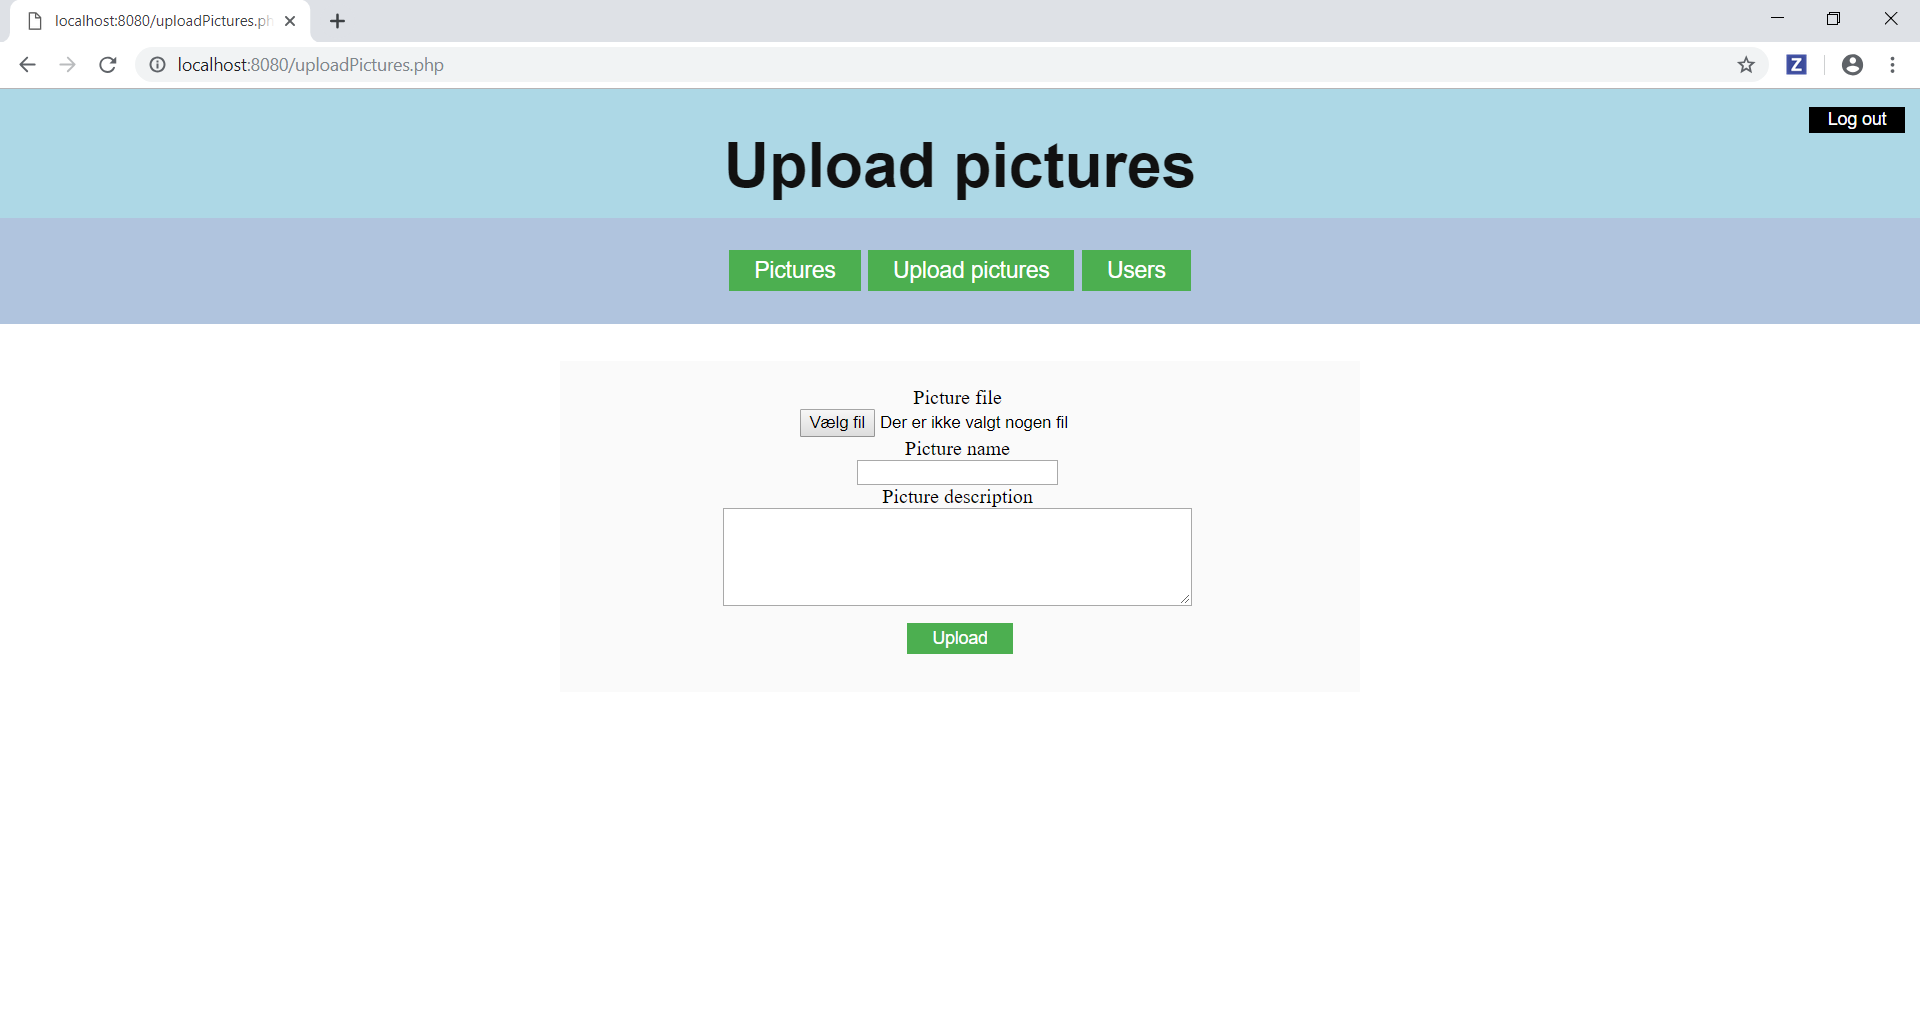 localhost:8080/uploadPictures.ph
localhost:8080/uploadPictures.php
Z
Log out
Upload pictures
Pictures Upload pictures Users
Picture file
Vælg fil Der er ikke valgt nogen fil
Picture name
Picture description
Upload